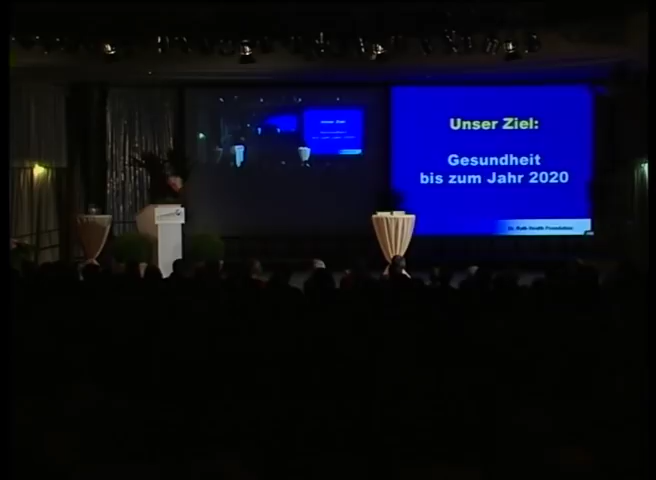 Unser Ziel:
Gesundheit
bis zum Jahr 2020
Dr. Rath Health Foundation